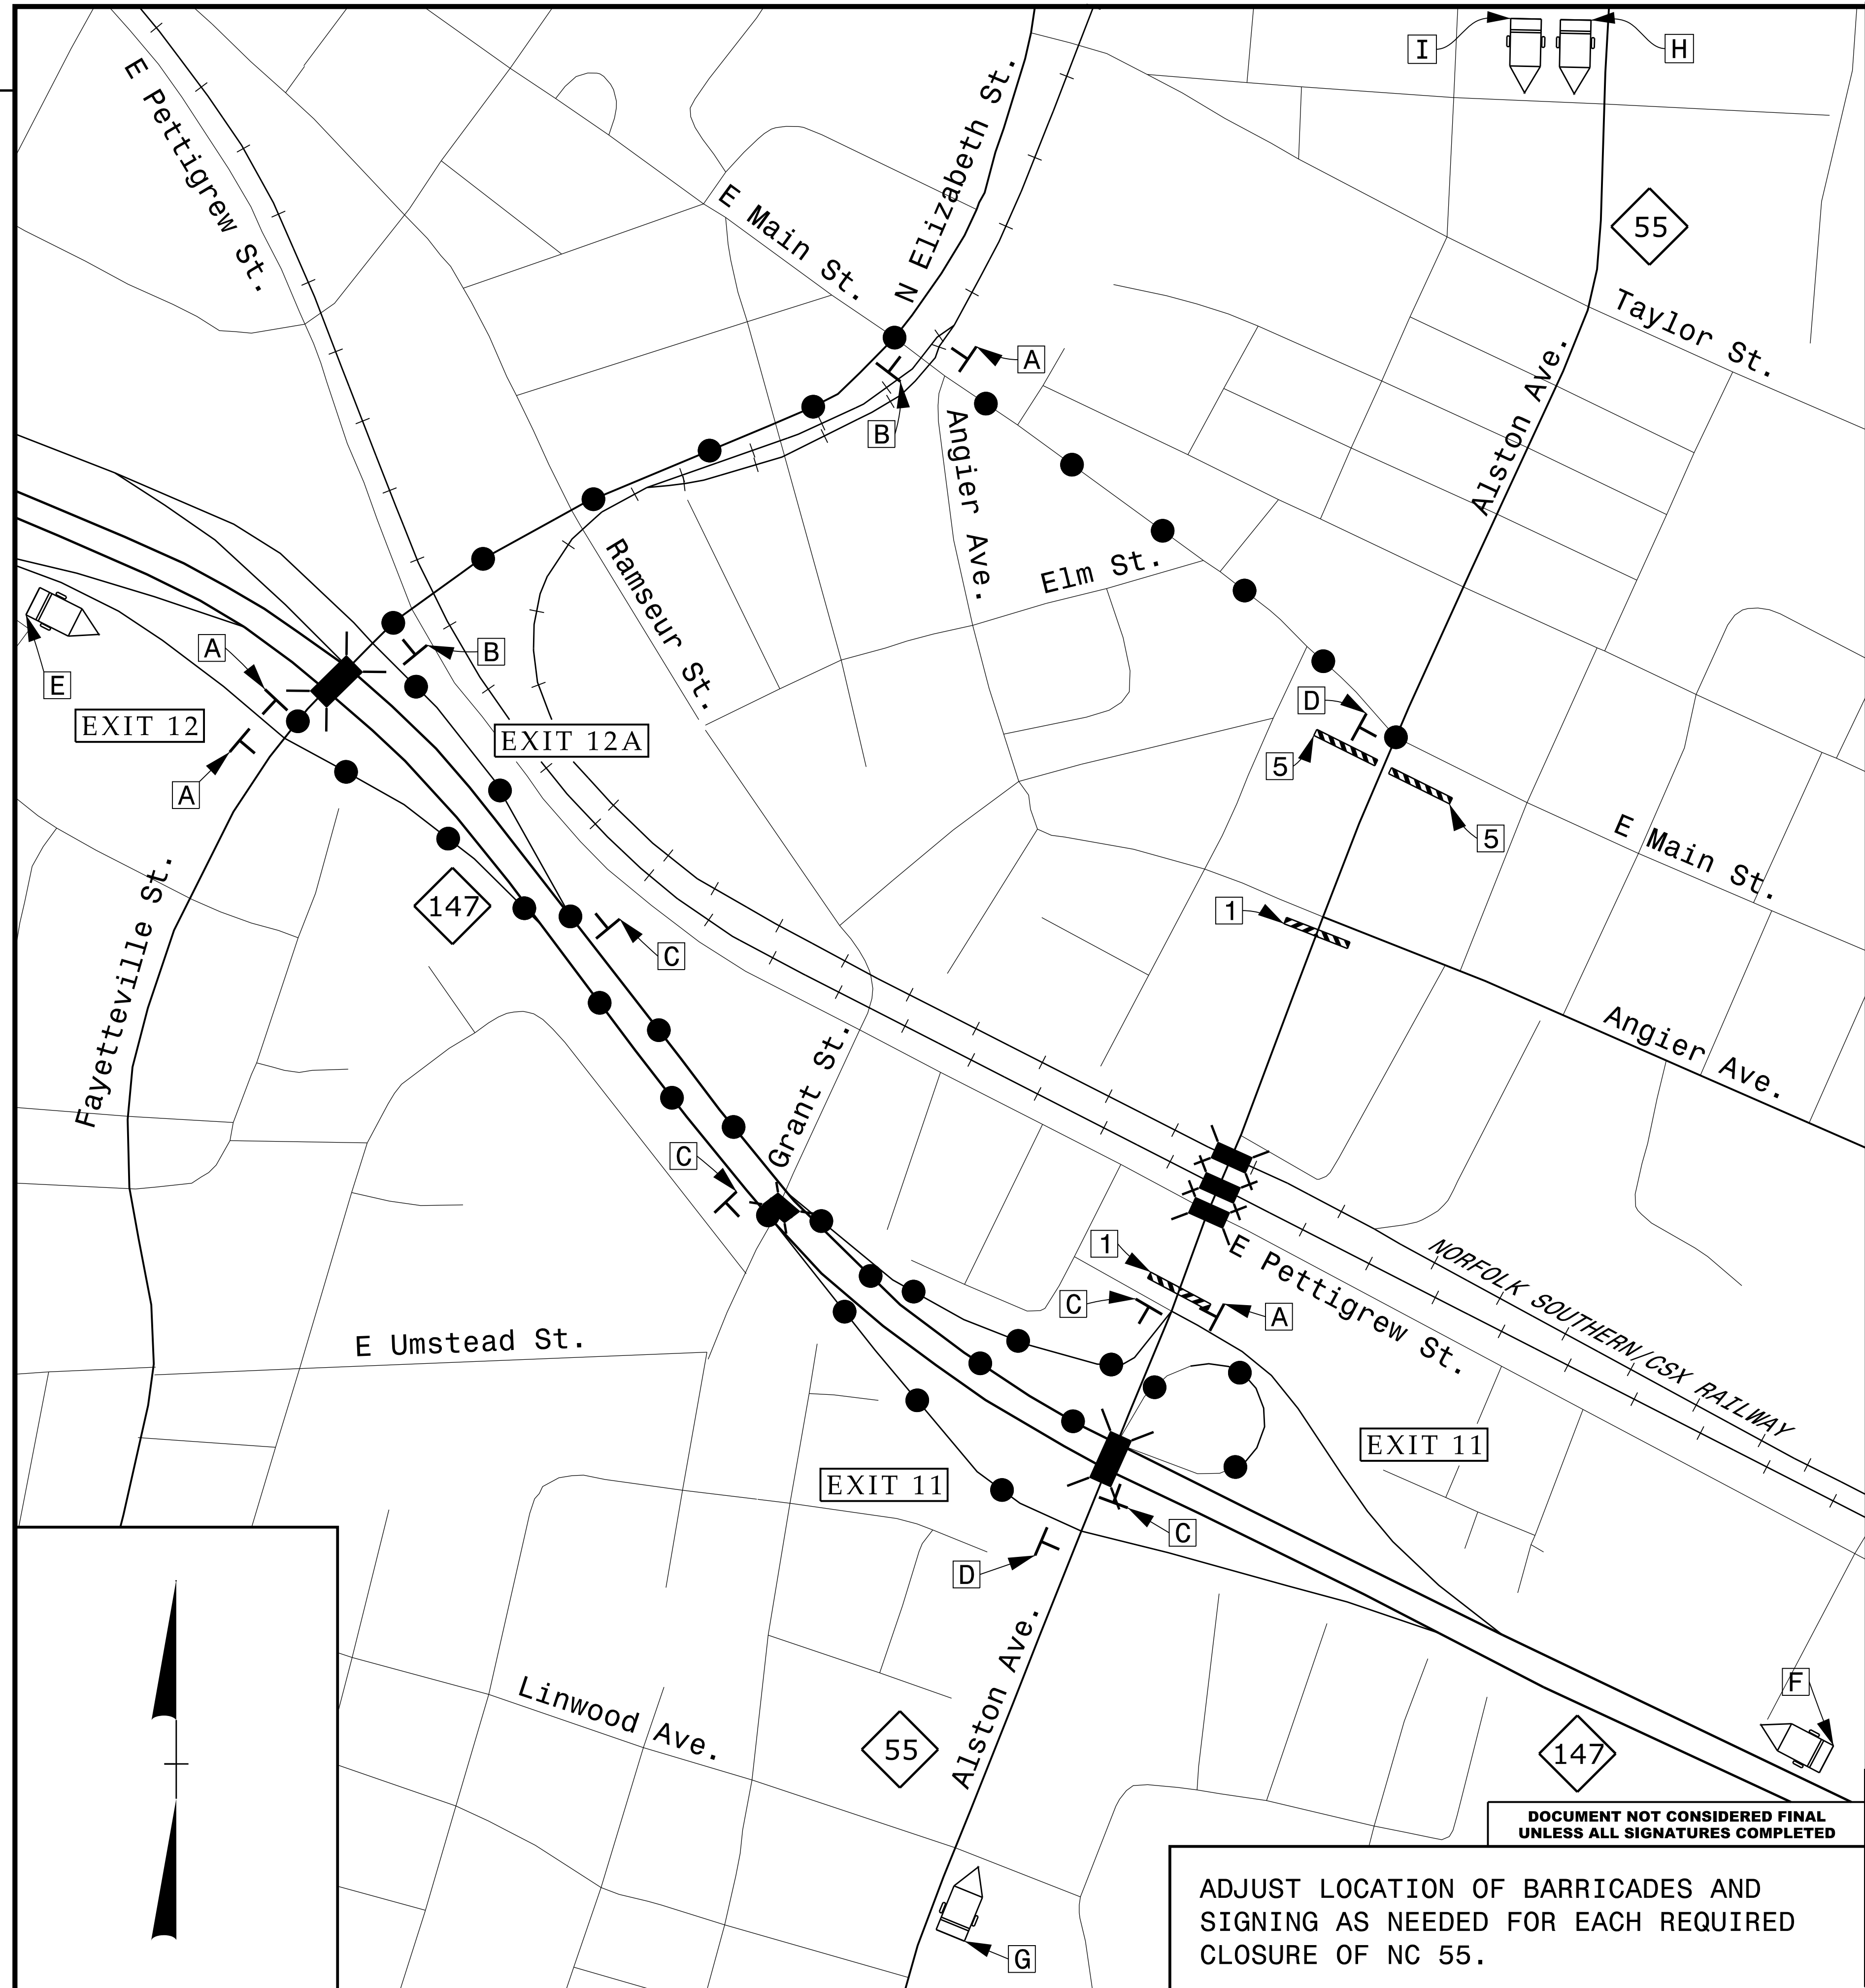 I
H
E Pettigrew St.
N Elizabeth St.
55
E Main St.
Taylor St.
A
B
Angier Ave.
Alston Ave.
Ramseur St.
Elm St.
E
A
B
EXIT 12
EXIT 12A
D
5
A
5
E Main St.
147
Fayetteville St.
1
C
Angier Ave.
Grant St.
C
1
E Pettigrew St.
NORFOLK SOUTHERN/CSX RAILWAY
C
A
E Umstead St.
EXIT 11
EXIT 11
C
D
Linwood Ave.
Alston Ave.
55
F
147
G
DOCUMENT NOT CONSIDERED FINAL
UNLESS ALL SIGNATURES COMPLETED
ADJUST LOCATION OF BARRICADES AND
SIGNING AS NEEDED FOR EACH REQUIRED
CLOSURE OF NC 55.